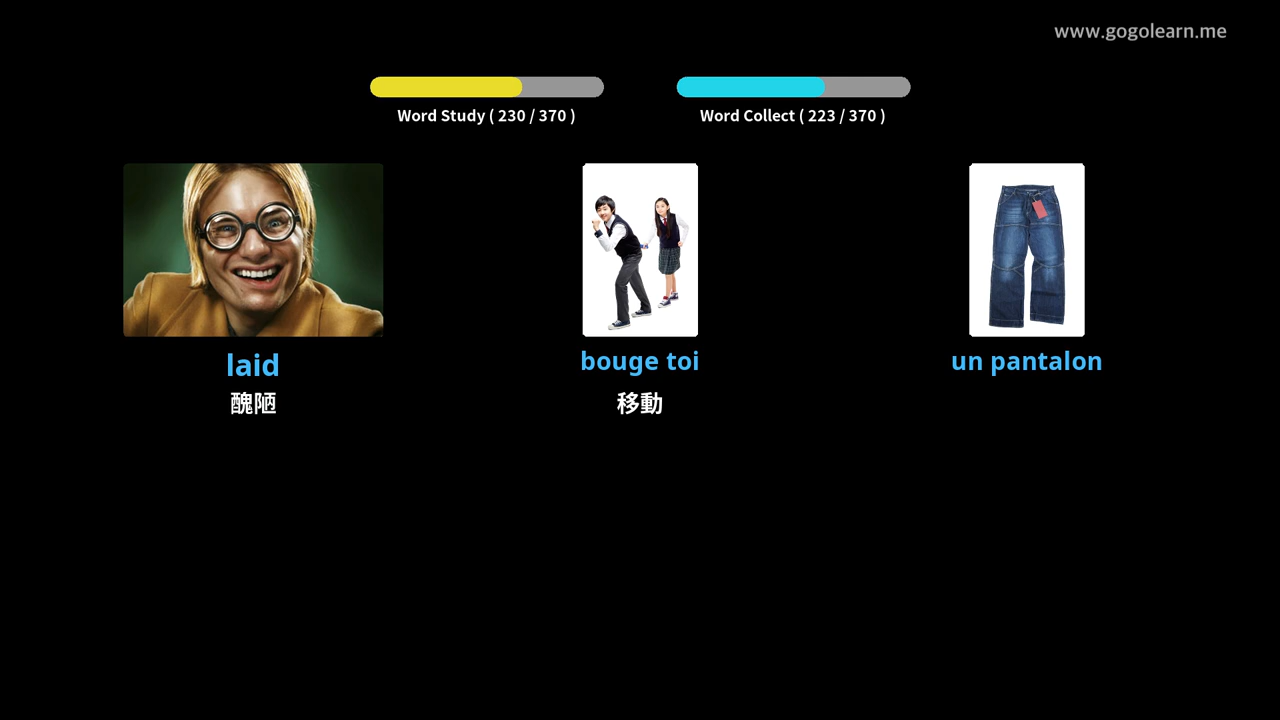 www.gogolearn.me
Word Study ( 230 / 370 )
Word Collect ( 223 / 370 )
laid
醜陋
bouge toi
移動
un pantalon